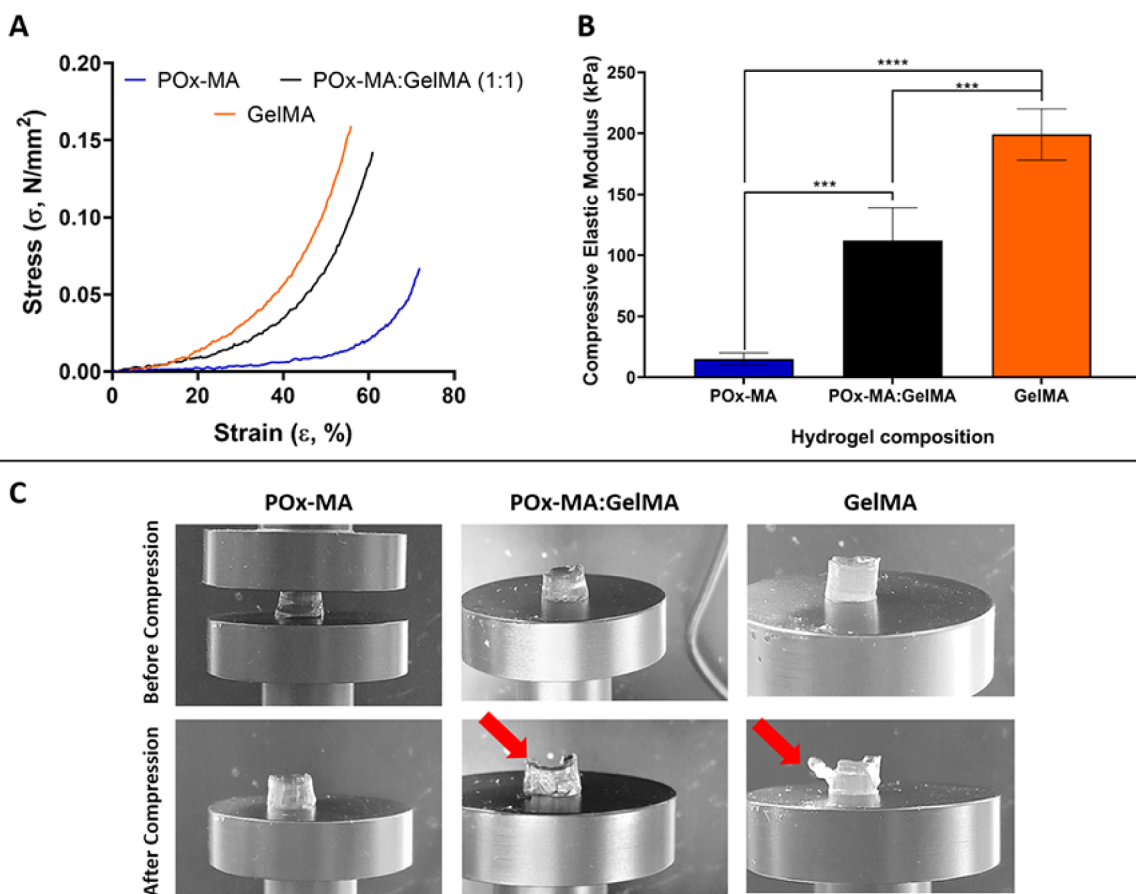 A
POx-MA
POx-MA:GelMA (1:1)
GelMA
Stress (σ, N/mm²)
0.20
0.15
0.10
0.05
0.00
0
20
40
60
80
Strain (ε, %)
B
Compressive Elastic Modulus (kPa)
250
200
150
100
50
0
****
***
***
POx-MA
POx-MA:GelMA
GelMA
Hydrogel composition
C
POx-MA
POx-MA:GelMA
GelMA
Before Compression
After Compression